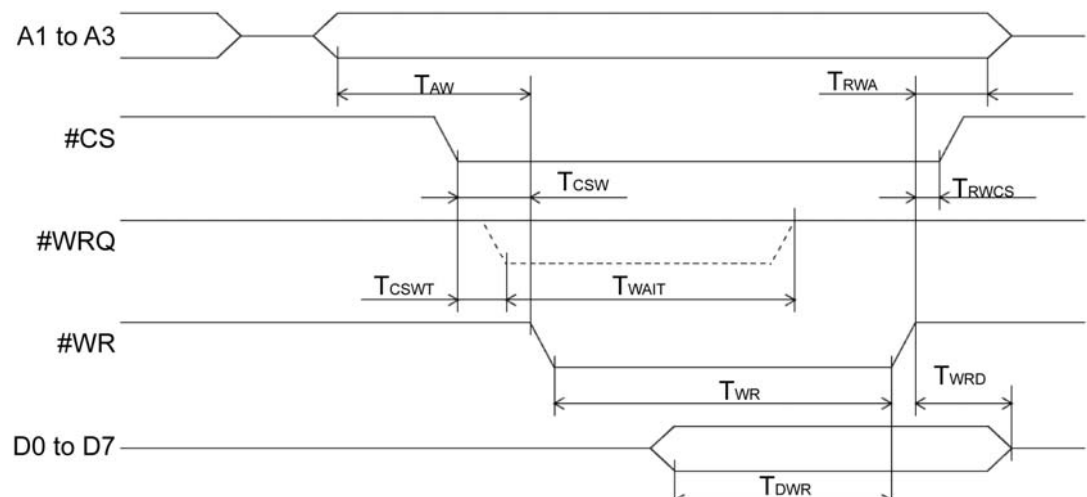 A1 to A3
TAW
TRWA
#CS
TCSW
TRWCS
#WRQ
TCSWT
TWAIT
#WR
TWR
TWRD
D0 to D7
TDWR